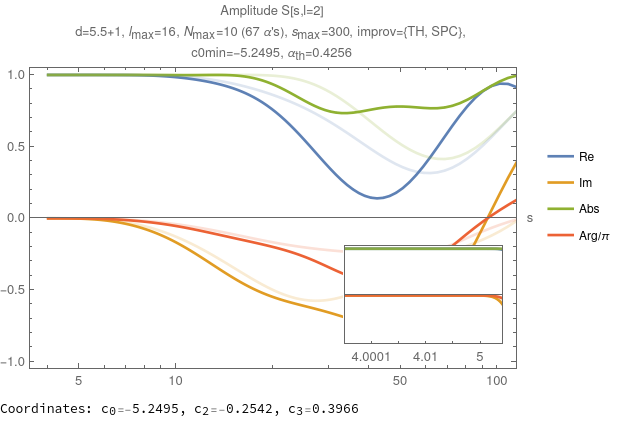 Amplitude S[s,l=2]
d=5.5+1, lmax=16, Nmax=10 (67 α's), smax=300, improv={TH, SPC},
c0min=−5.2495, αth=0.4256
1.0
0.5
0.0
−0.5
−1.0
5
10
50
100
s
4.0001
4.01
5
Re
Im
Abs
Arg/π
Coordinates: c0=−5.2495, c2=−0.2542, c3=0.3966